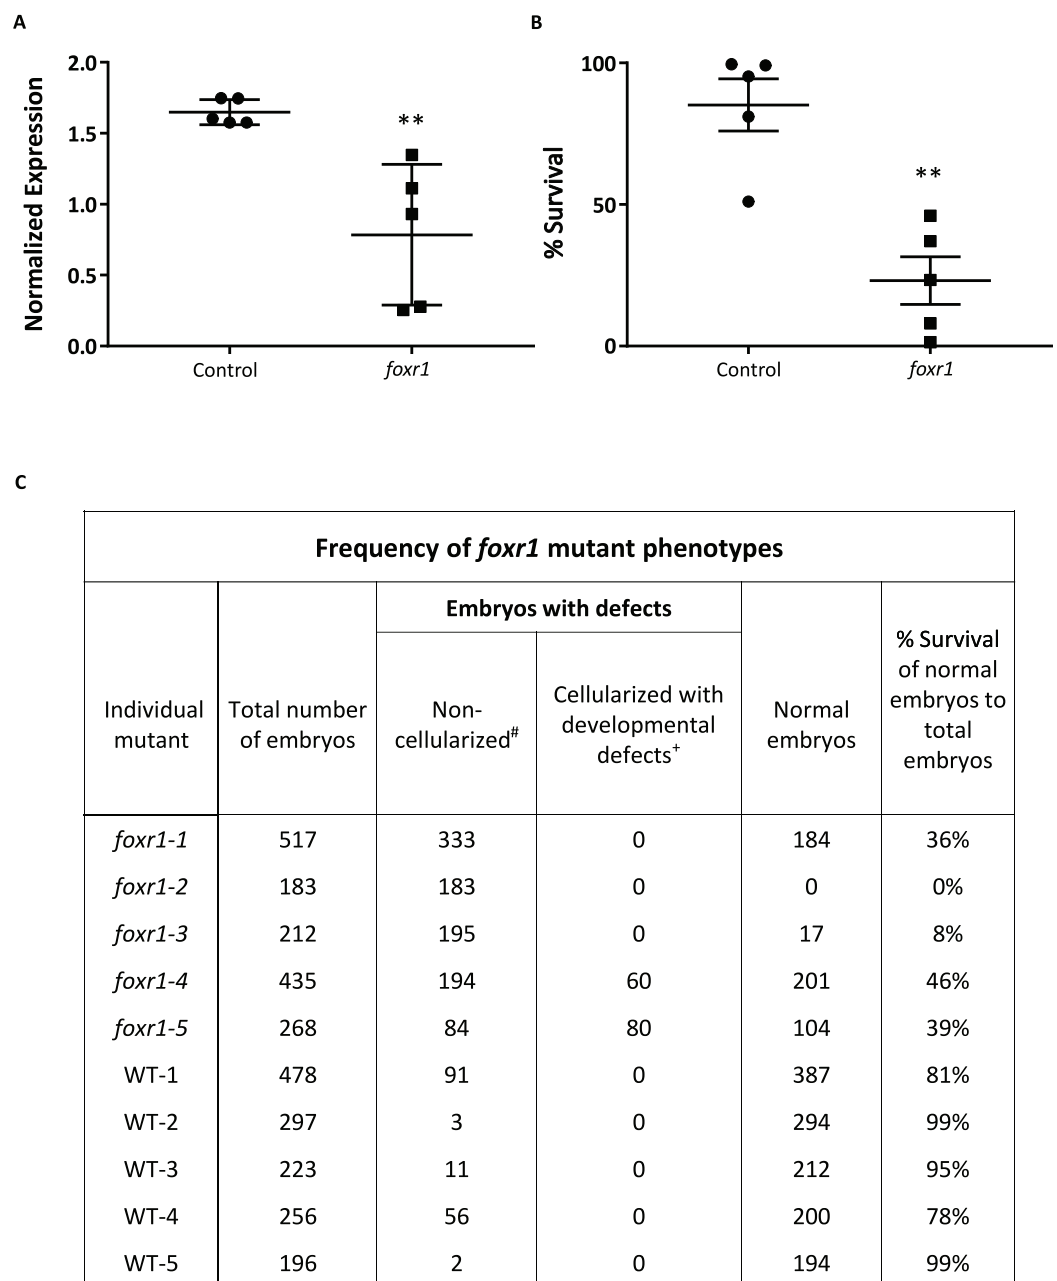 A
Normalized Expression
2.0
1.5
1.0
0.5
0.0
**
Control
foxr1
B
% Survival
100
50
0
**
Control
foxr1
C
Frequency of foxr1 mutant phenotypes
Individual
mutant
Total number
of embryos
Embryos with defects
Non-
cellularized#
Cellularized with
developmental
defects+
Normal
embryos
% Survival
of normal
embryos to
total
embryos
foxr1-1 517 333 0 184 36%
foxr1-2 183 183 0 0 0%
foxr1-3 212 195 0 17 8%
foxr1-4 435 194 60 201 46%
foxr1-5 268 84 80 104 39%
WT-1 478 91 0 387 81%
WT-2 297 3 0 294 99%
WT-3 223 11 0 212 95%
WT-4 256 56 0 200 78%
WT-5 196 2 0 194 99%